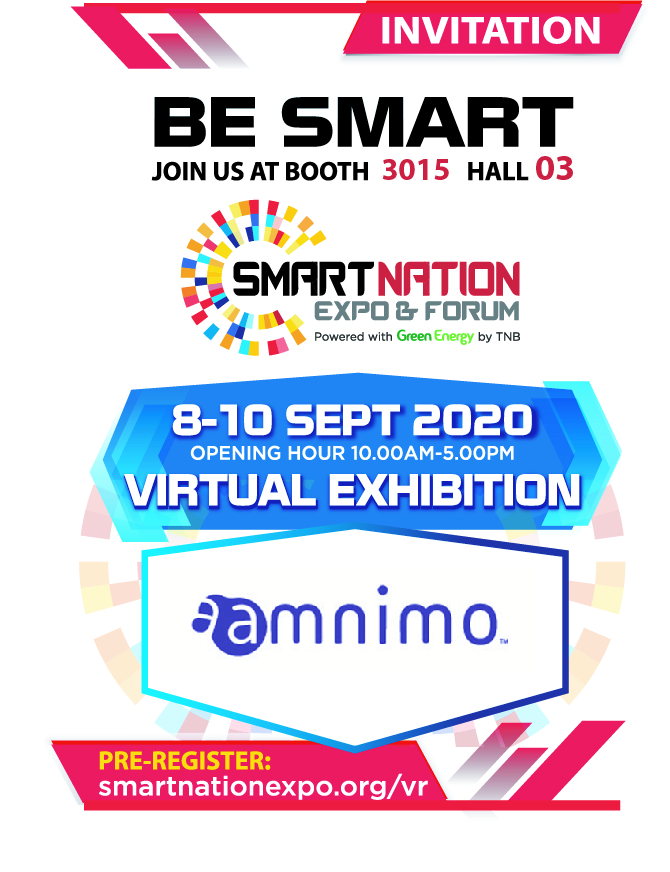 INVITATION
BE SMART
JOIN US AT BOOTH 3015 HALL 03
SMARTNATION
EXPO & FORUM
Powered with Green Energy by TNB
8-10 SEPT 2020
OPENING HOUR 10.00AM-5.00PM
VIRTUAL EXHIBITION
aamnimo™
PRE-REGISTER:
smartnationexpo.org/vr